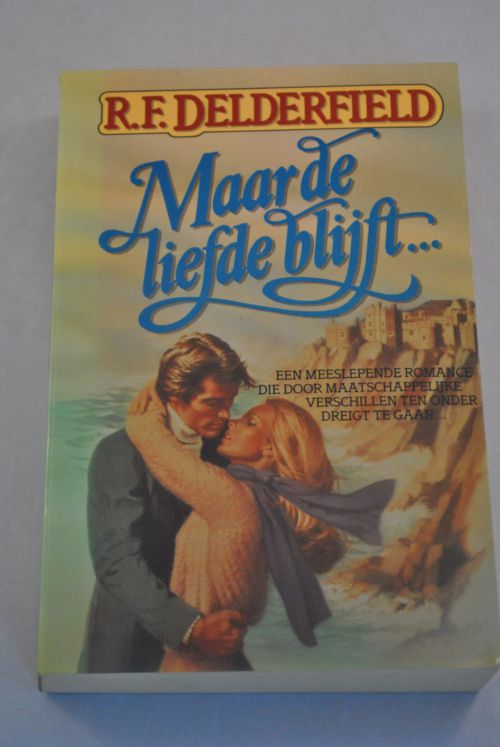 R.F. DELDERFIELD
Maar de
liefde blijft...
EEN MEESLEPENDE ROMANCE
DIE DOOR MAATSCHAPPELIJKE
VERSCHILLEN TEN ONDER
DREIGT TE GAAN...